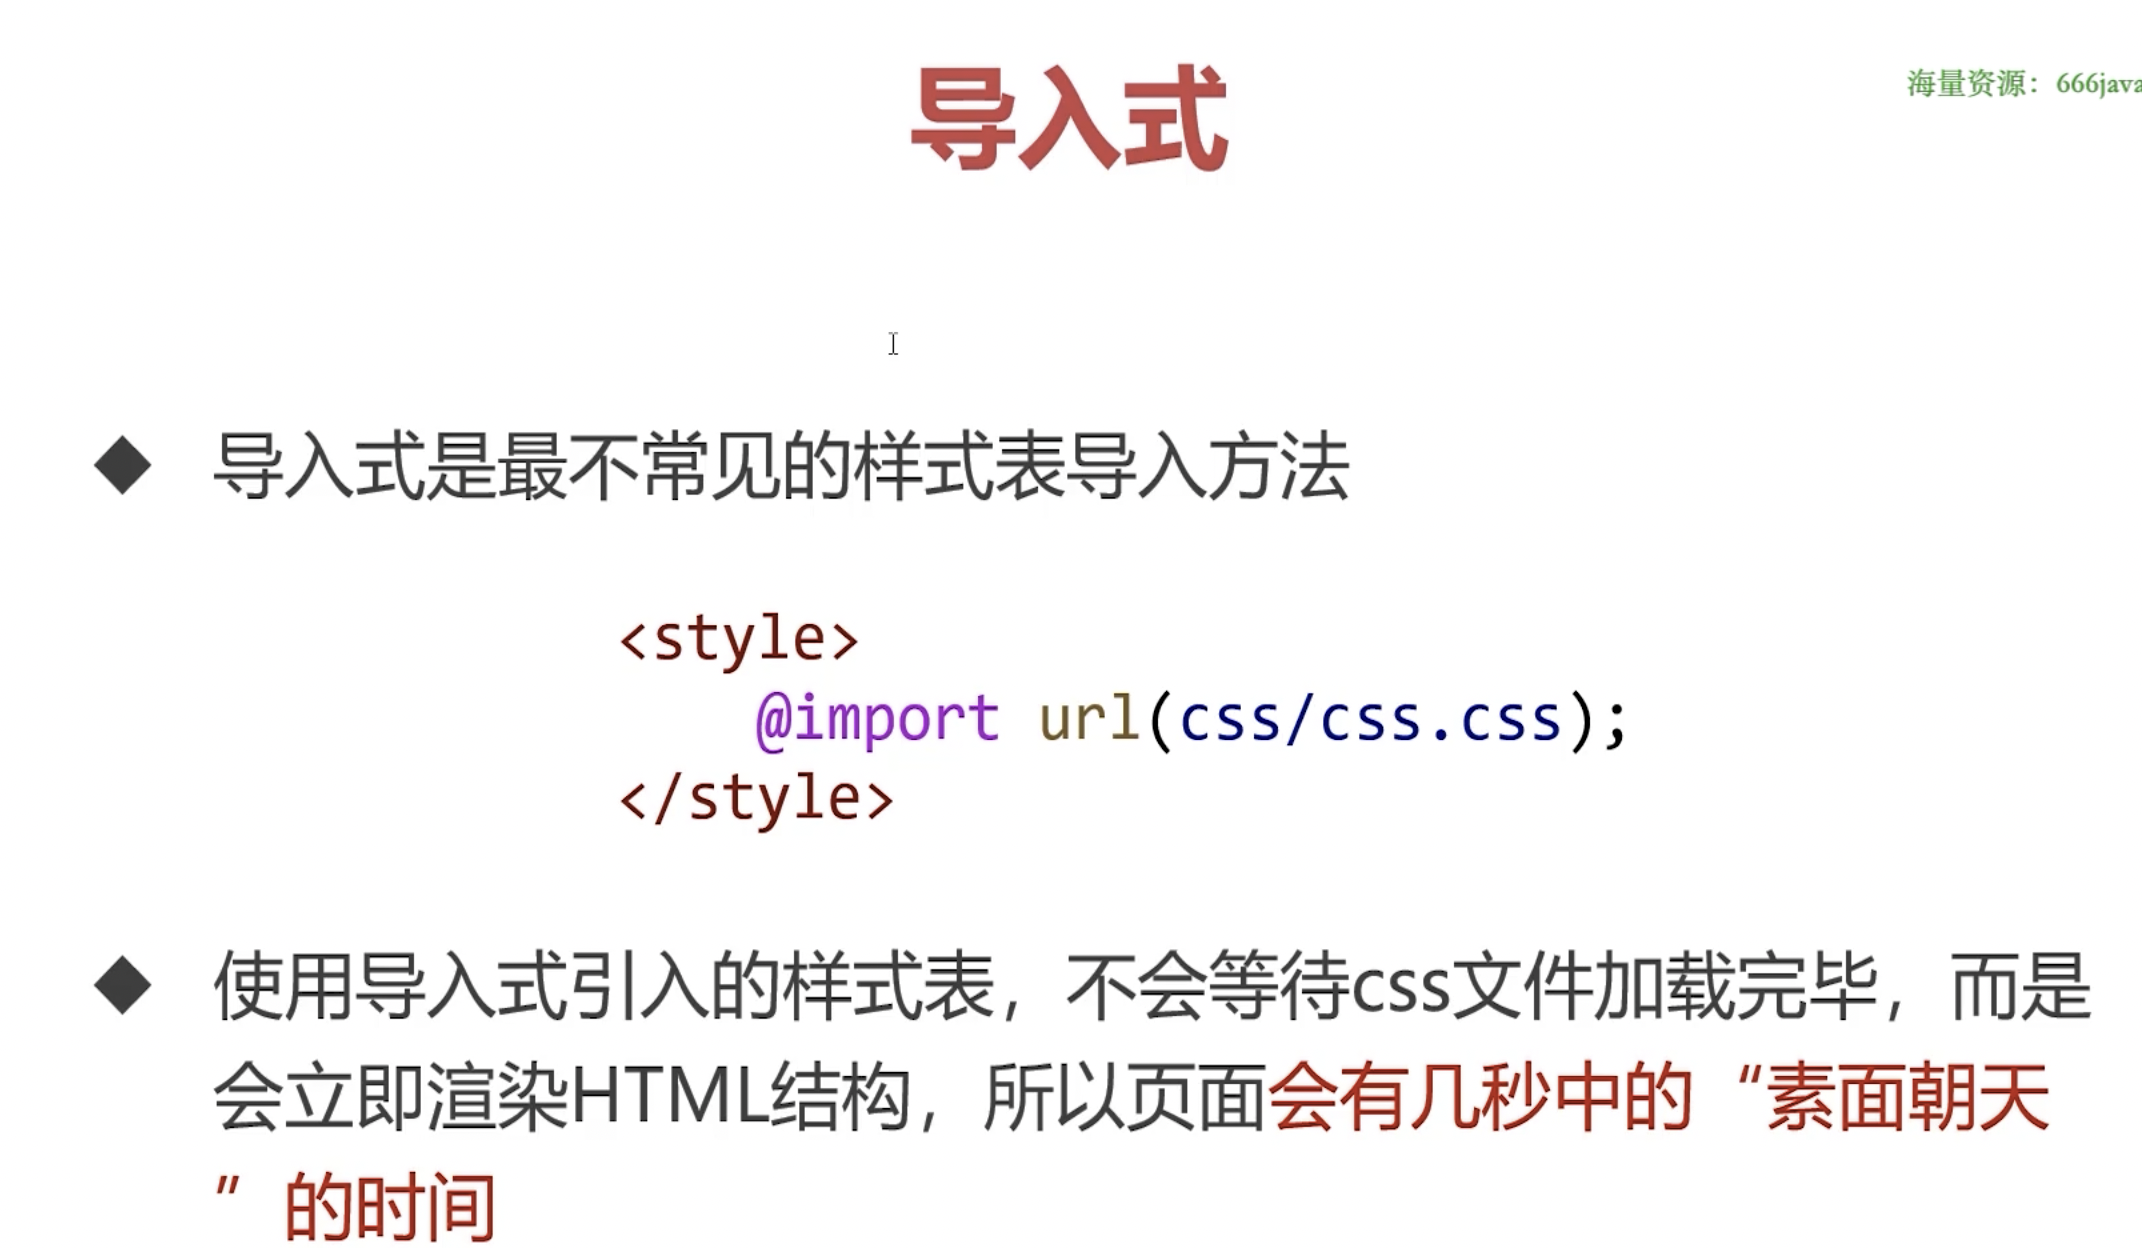 导入式
海量资源：666java
导入式是最不常见的样式表导入方法
<style>
@import url(css/css.css);
</style>
使用导入式引入的样式表，不会等待css文件加载完毕，而是
会立即渲染HTML结构，所以页面会有几秒中的“素面朝天
”的时间